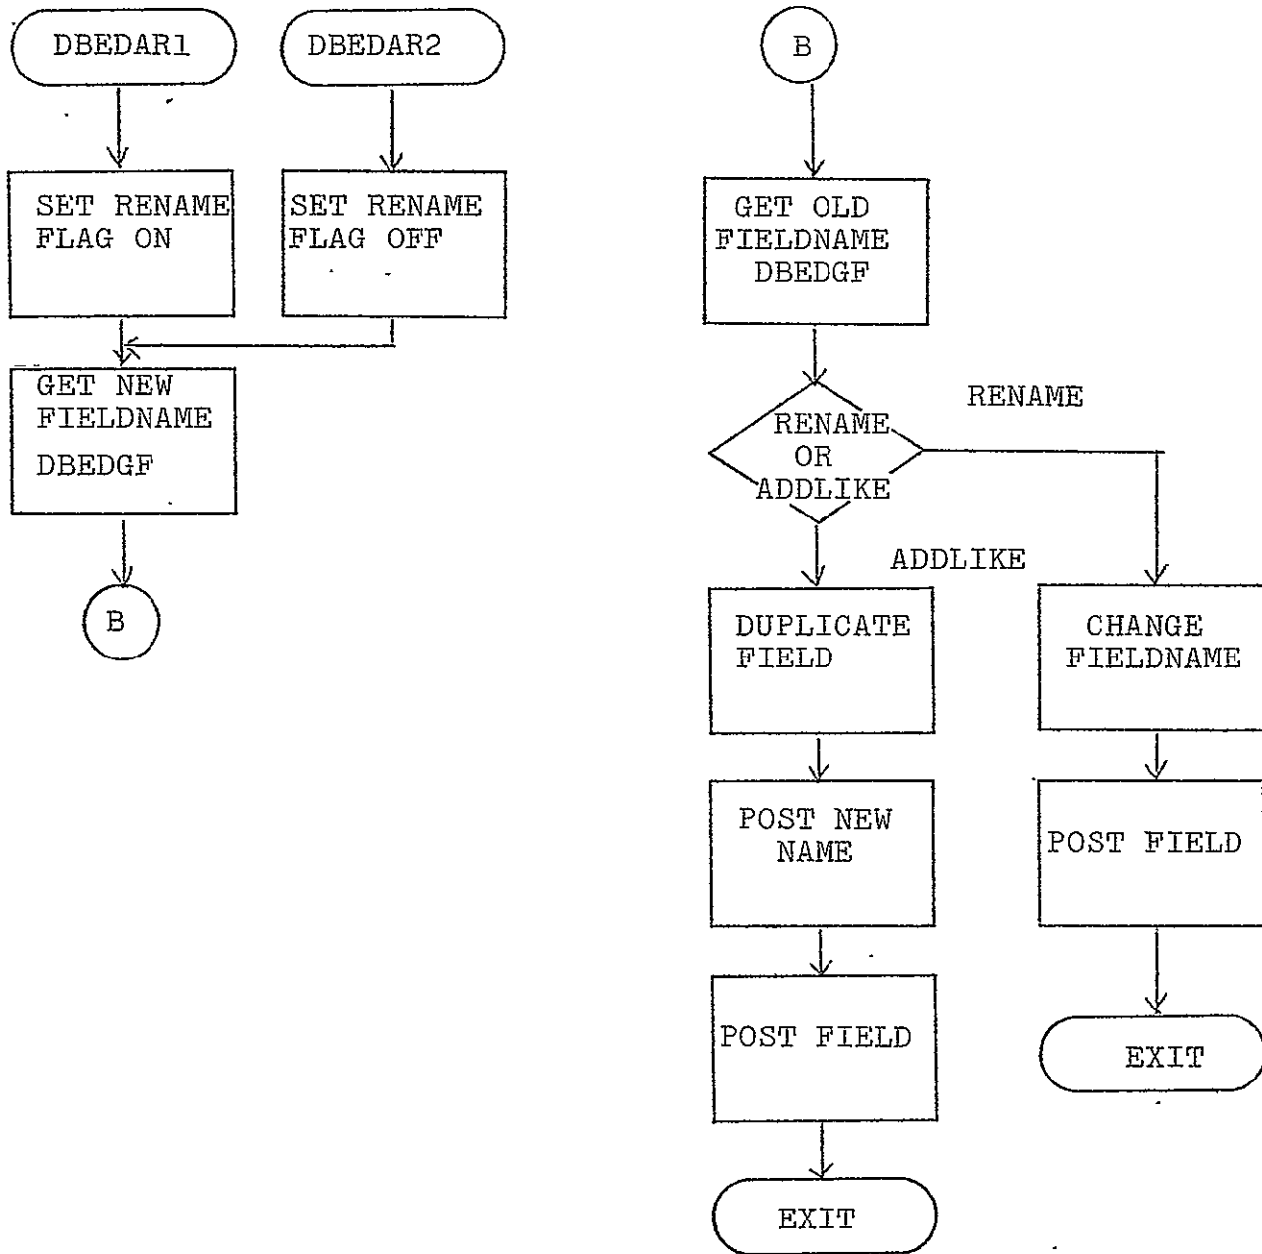 DBEDAR1
DBEDAR2
SET RENAME
FLAG ON
SET RENAME
FLAG OFF
GET NEW
FIELDNAME
DBEDGF
B
B
GET OLD
FIELDNAME
DBEDGF
RENAME
OR
ADDLIKE
RENAME
ADDLIKE
DUPLICATE
FIELD
CHANGE
FIELDNAME
POST NEW
NAME
POST FIELD
POST FIELD
EXIT
EXIT